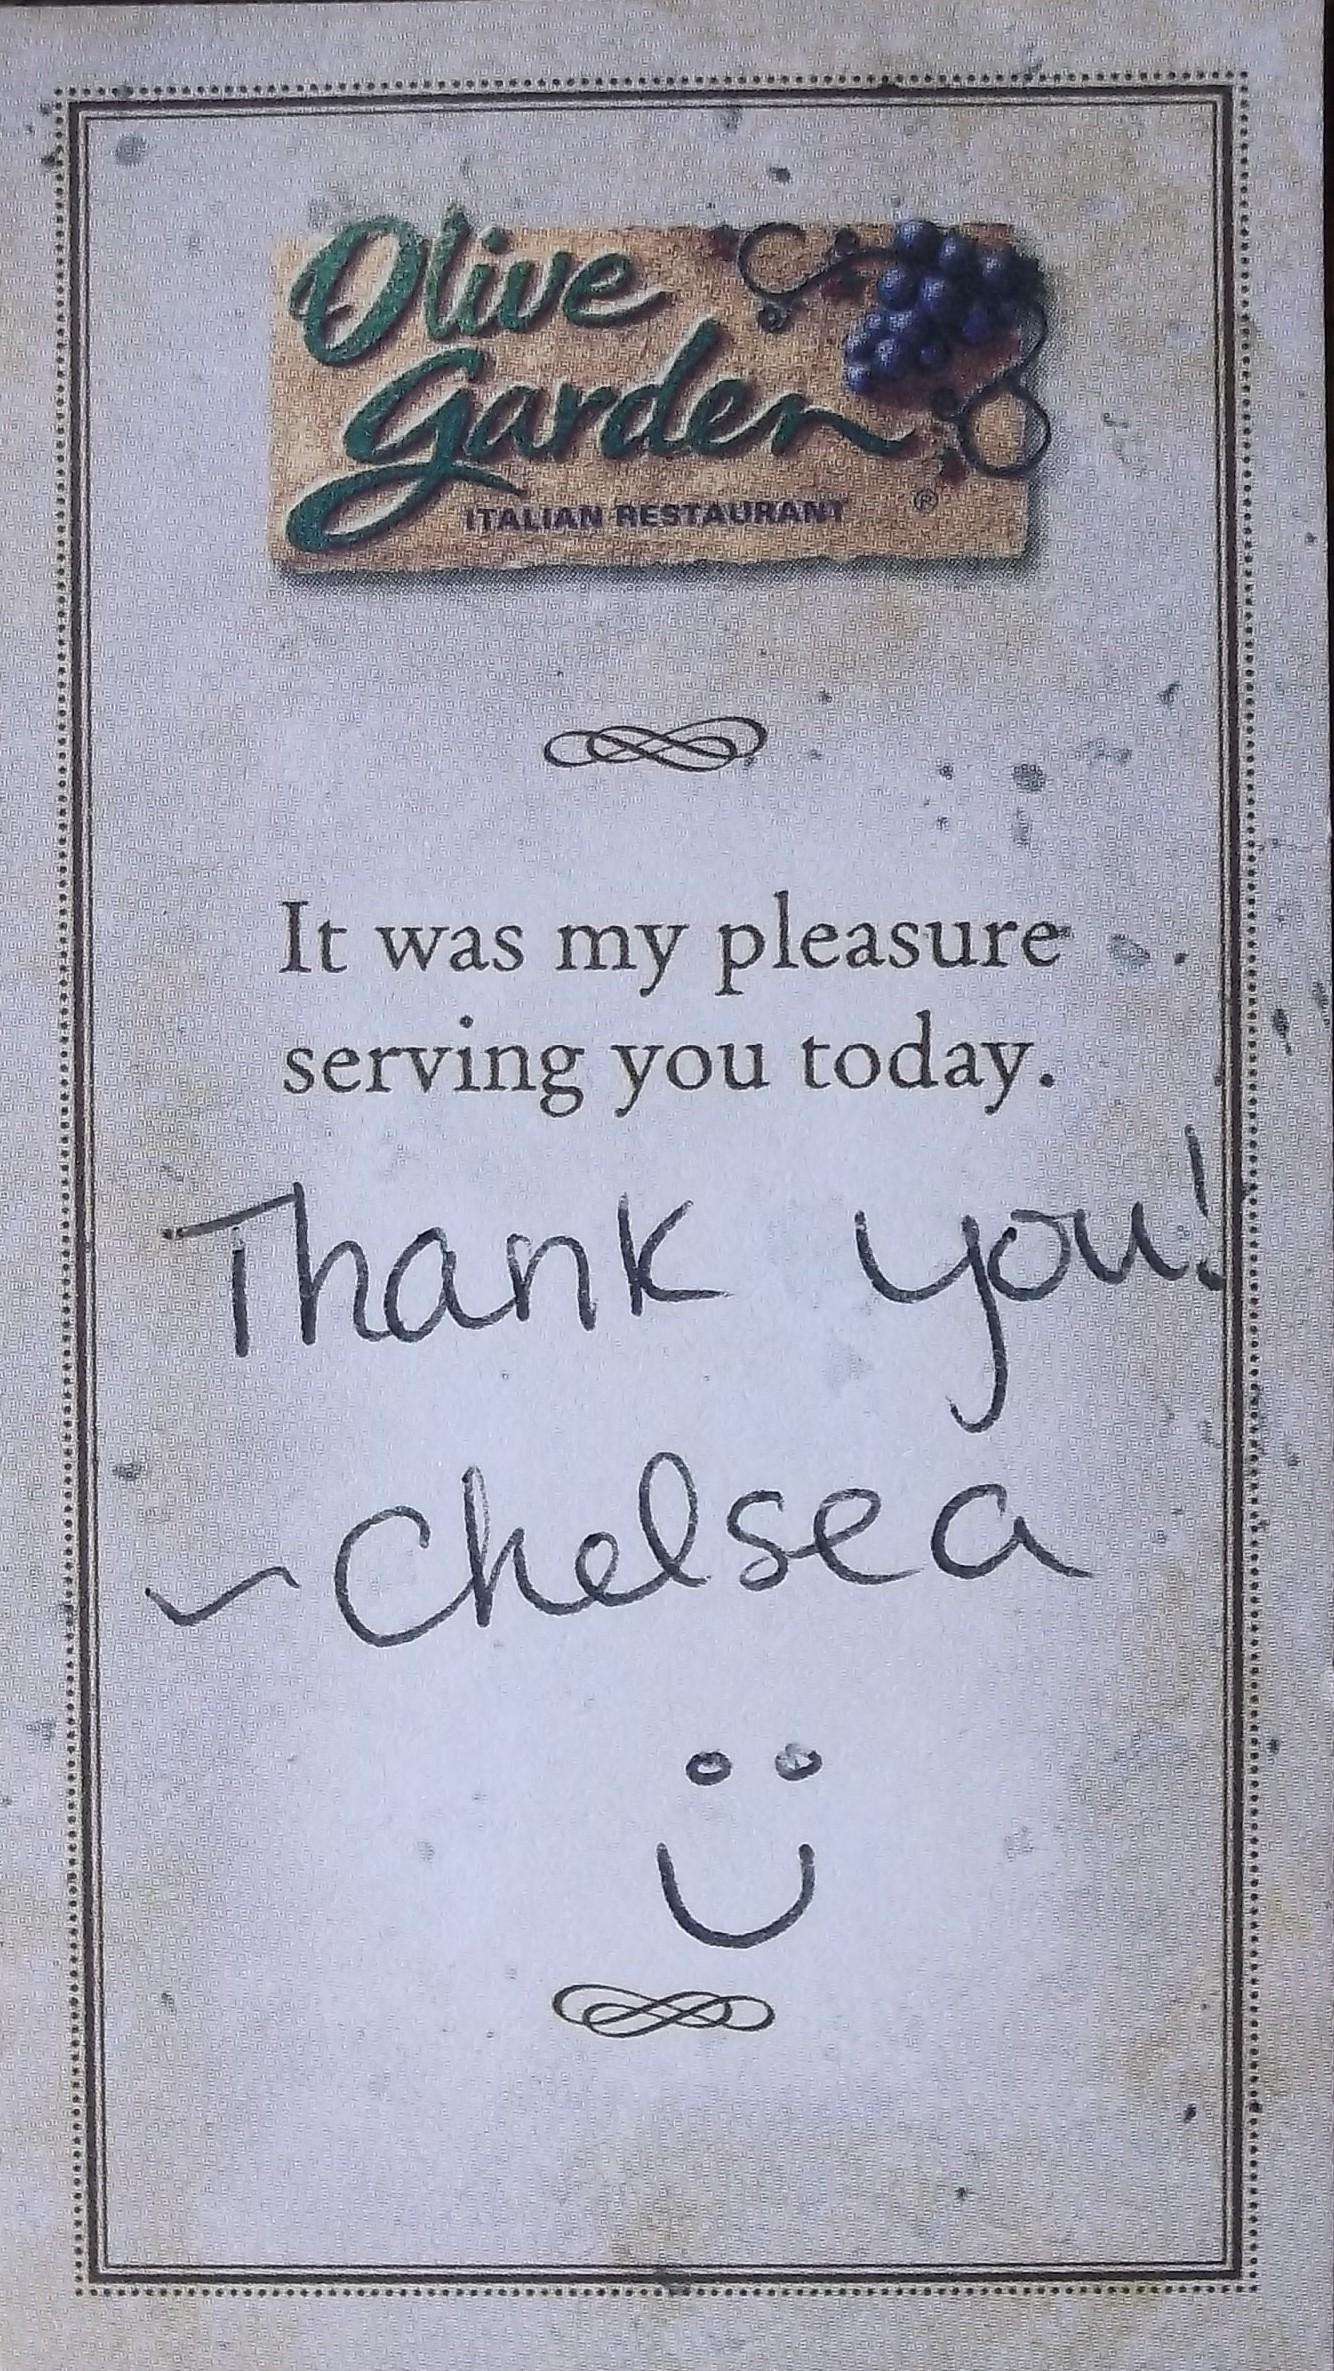 Olive
Garden
ITALIAN RESTAURANT ®
It was my pleasure
serving you today.
Thank you!
~ Chelsea